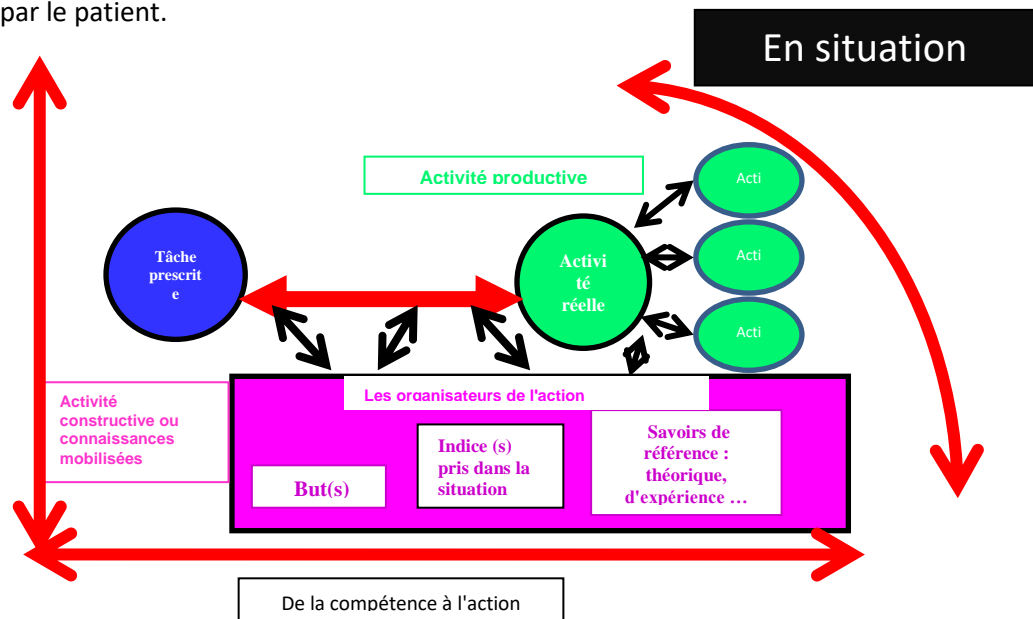 par le patient.
En situation
Activité productive
Acti
Tâche
prescrit
e
Activi
té
réelle
Acti
Acti
Activité
constructive ou
connaissances
mobilisées
Les organisateurs de l'action
But(s)
Indice (s)
pris dans la
situation
Savoirs de
référence :
théorique,
d'expérience …
De la compétence à l'action